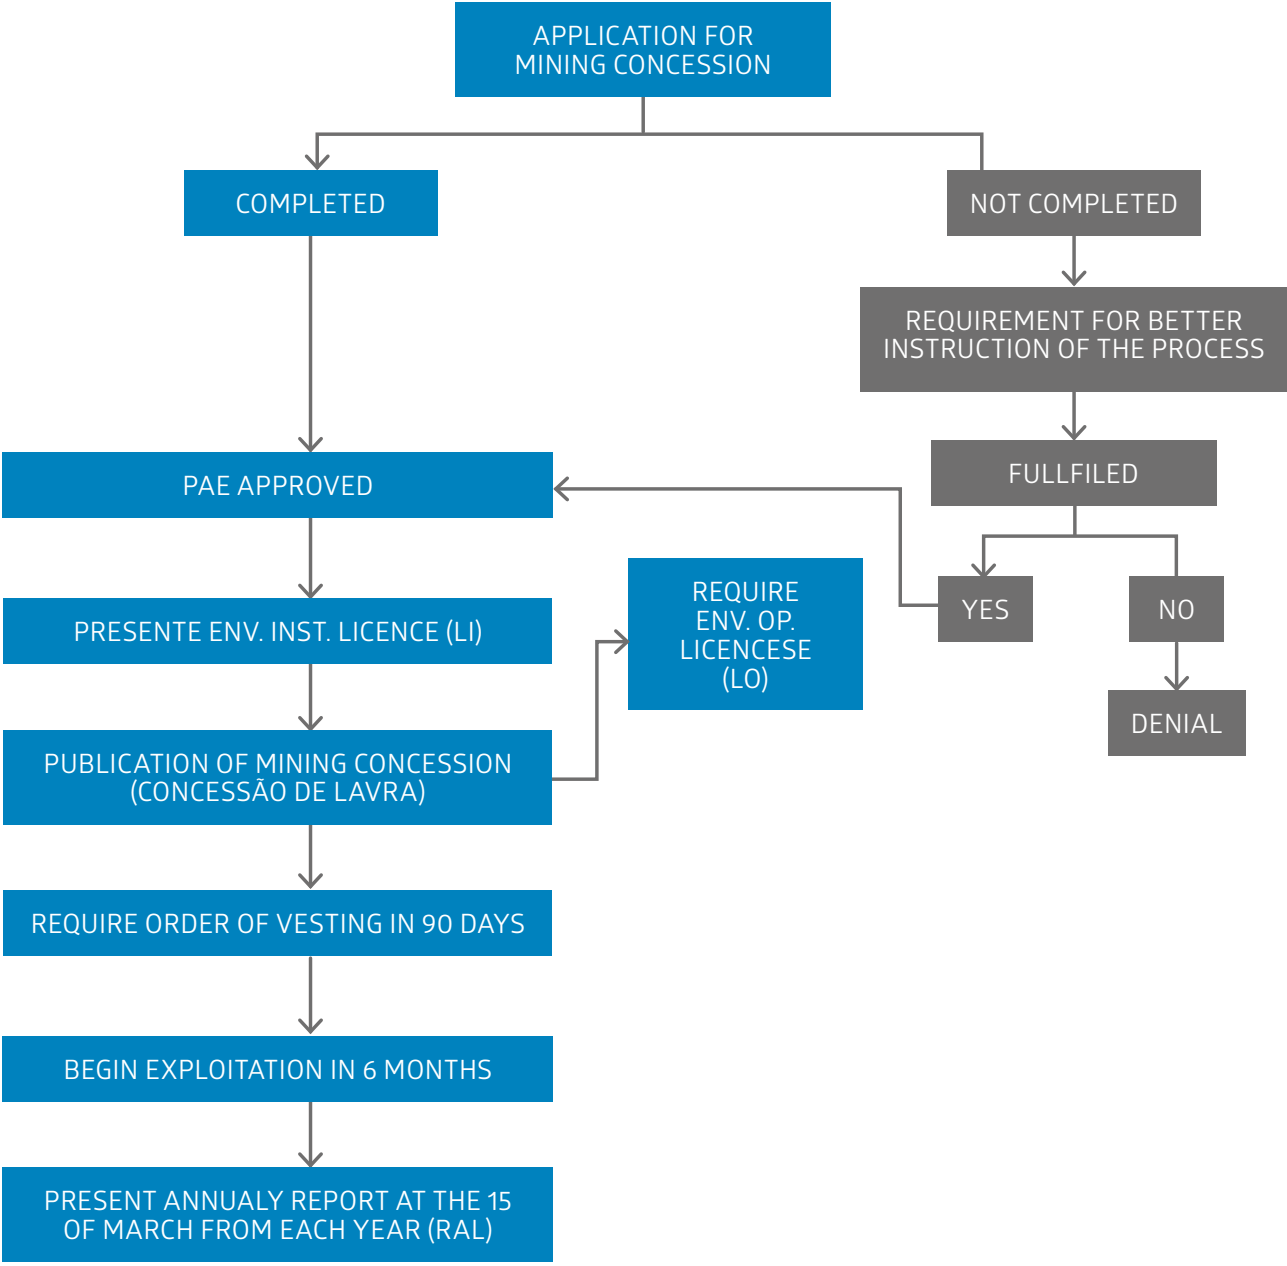 APPLICATION FOR
MINING CONCESSION
COMPLETED
NOT COMPLETED
REQUIREMENT FOR BETTER
INSTRUCTION OF THE PROCESS
FULLFILED
PAE APPROVED
YES
NO
REQUIRE
ENV. OP.
LICENCESE
(LO)
PRESENTE ENV. INST. LICENCE (LI)
DENIAL
PUBLICATION OF MINING CONCESSION
(CONCESSÃO DE LAVRA)
REQUIRE ORDER OF VESTING IN 90 DAYS
BEGIN EXPLOITATION IN 6 MONTHS
PRESENT ANNUALY REPORT AT THE 15
OF MARCH FROM EACH YEAR (RAL)